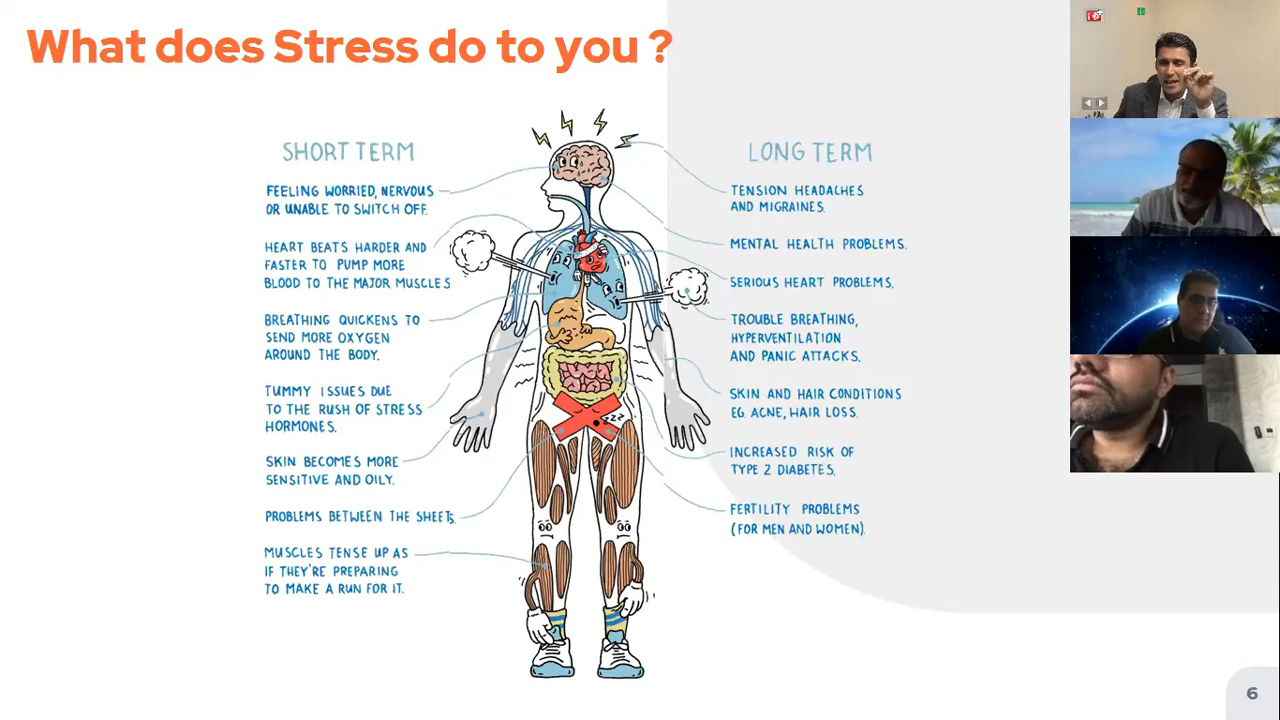 What does Stress do to you ?
SHORT TERM
FEELING WORRIED, NERVOUS
OR UNABLE TO SWITCH OFF.
HEART BEATS HARDER AND
FASTER TO PUMP MORE
BLOOD TO THE MAJOR MUSCLES
BREATHING QUICKENS TO
SEND MORE OXYGEN
AROUND THE BODY.
TUMMY ISSUES DUE
TO THE RUSH OF STRESS
HORMONES.
SKIN BECOMES MORE
SENSITIVE AND OILY.
PROBLEMS BETWEEN THE SHEETS.
MUSCLES TENSE UP AS
IF THEY'RE PREPARING
TO MAKE A RUN FOR IT.
zzz
LONG TERM
TENSION HEADACHES
AND MIGRAINES.
MENTAL HEALTH PROBLEMS.
SERIOUS HEART PROBLEMS.
TROUBLE BREATHING,
HYPERVENTILATION
AND PANIC ATTACKS.
SKIN AND HAIR CONDITIONS
EG. ACNE, HAIR LOSS.
INCREASED RISK OF
TYPE 2 DIABETES.
FERTILITY PROBLEMS
(FOR MEN AND WOMEN).
6